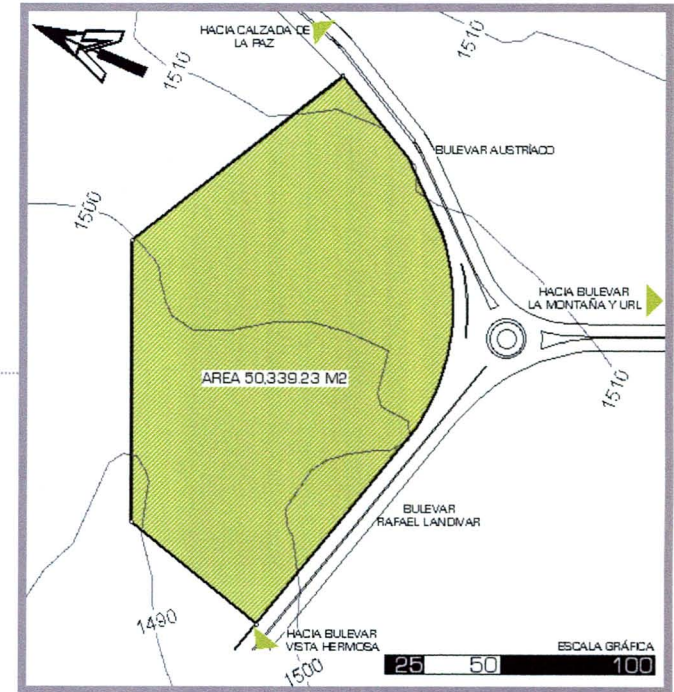 HACIA CALZADA DE
LA PAZ
1510
1510
BULEVAR AUSTRÍACO
1500
HACIA BULEVAR
LA MONTAÑA Y URL
AREA 50,339.23 M2
1510
BULEVAR
RAFAEL LANDIVAR
1490
HACIA BULEVAR
VISTA HERMOSA
1500
ESCALA GRÁFICA
25 50 100